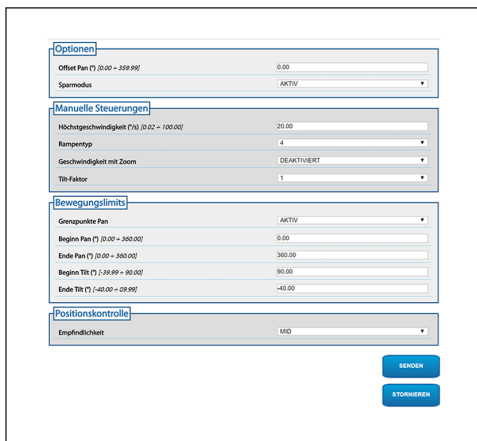 Optionen
Offset Pan (°) [0.00 ÷ 359.99] 0.00
Sparmodus AKTIV
Manuelle Steuerungen
Höchstgeschwindigkeit (°/s) [0.02 ÷ 100.00] 20.00
Rampentyp 4
Geschwindigkeit mit Zoom DEAKTIVIERT
Tilt-Faktor 1
Bewegungslimits
Grenzpunkte Pan AKTIV
Beginn Pan (°) [0.00 ÷ 360.00] 0.00
Ende Pan (°) [0.00 ÷ 360.00] 360.00
Beginn Tilt (°) [-39.99 ÷ 90.00] 90.00
Ende Tilt (°) [-40.00 ÷ 89.99] -40.00
Positionskontrolle
Empfindlichkeit MID
SENDEN
STORNIEREN